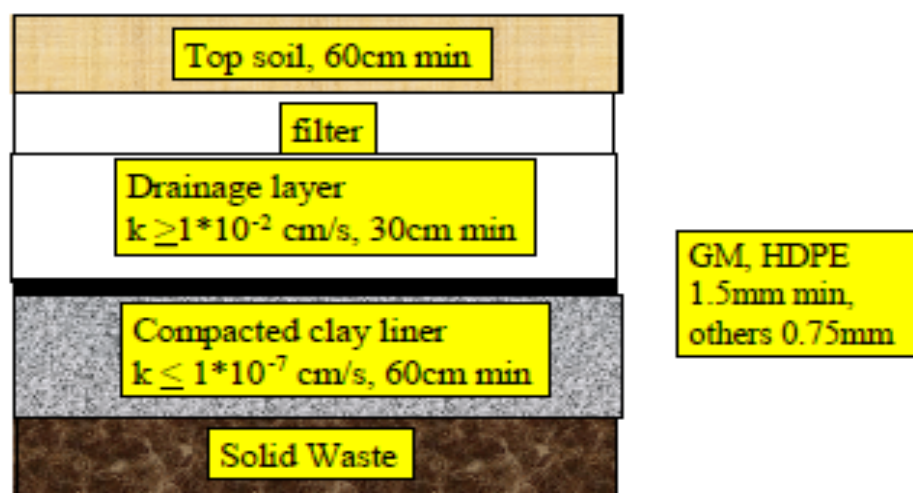 Top soil, 60cm min
filter
Drainage layer
k ≥1*10⁻² cm/s, 30cm min
GM, HDPE
1.5mm min,
others 0.75mm
Compacted clay liner
k ≤ 1*10⁻⁷ cm/s, 60cm min
Solid Waste